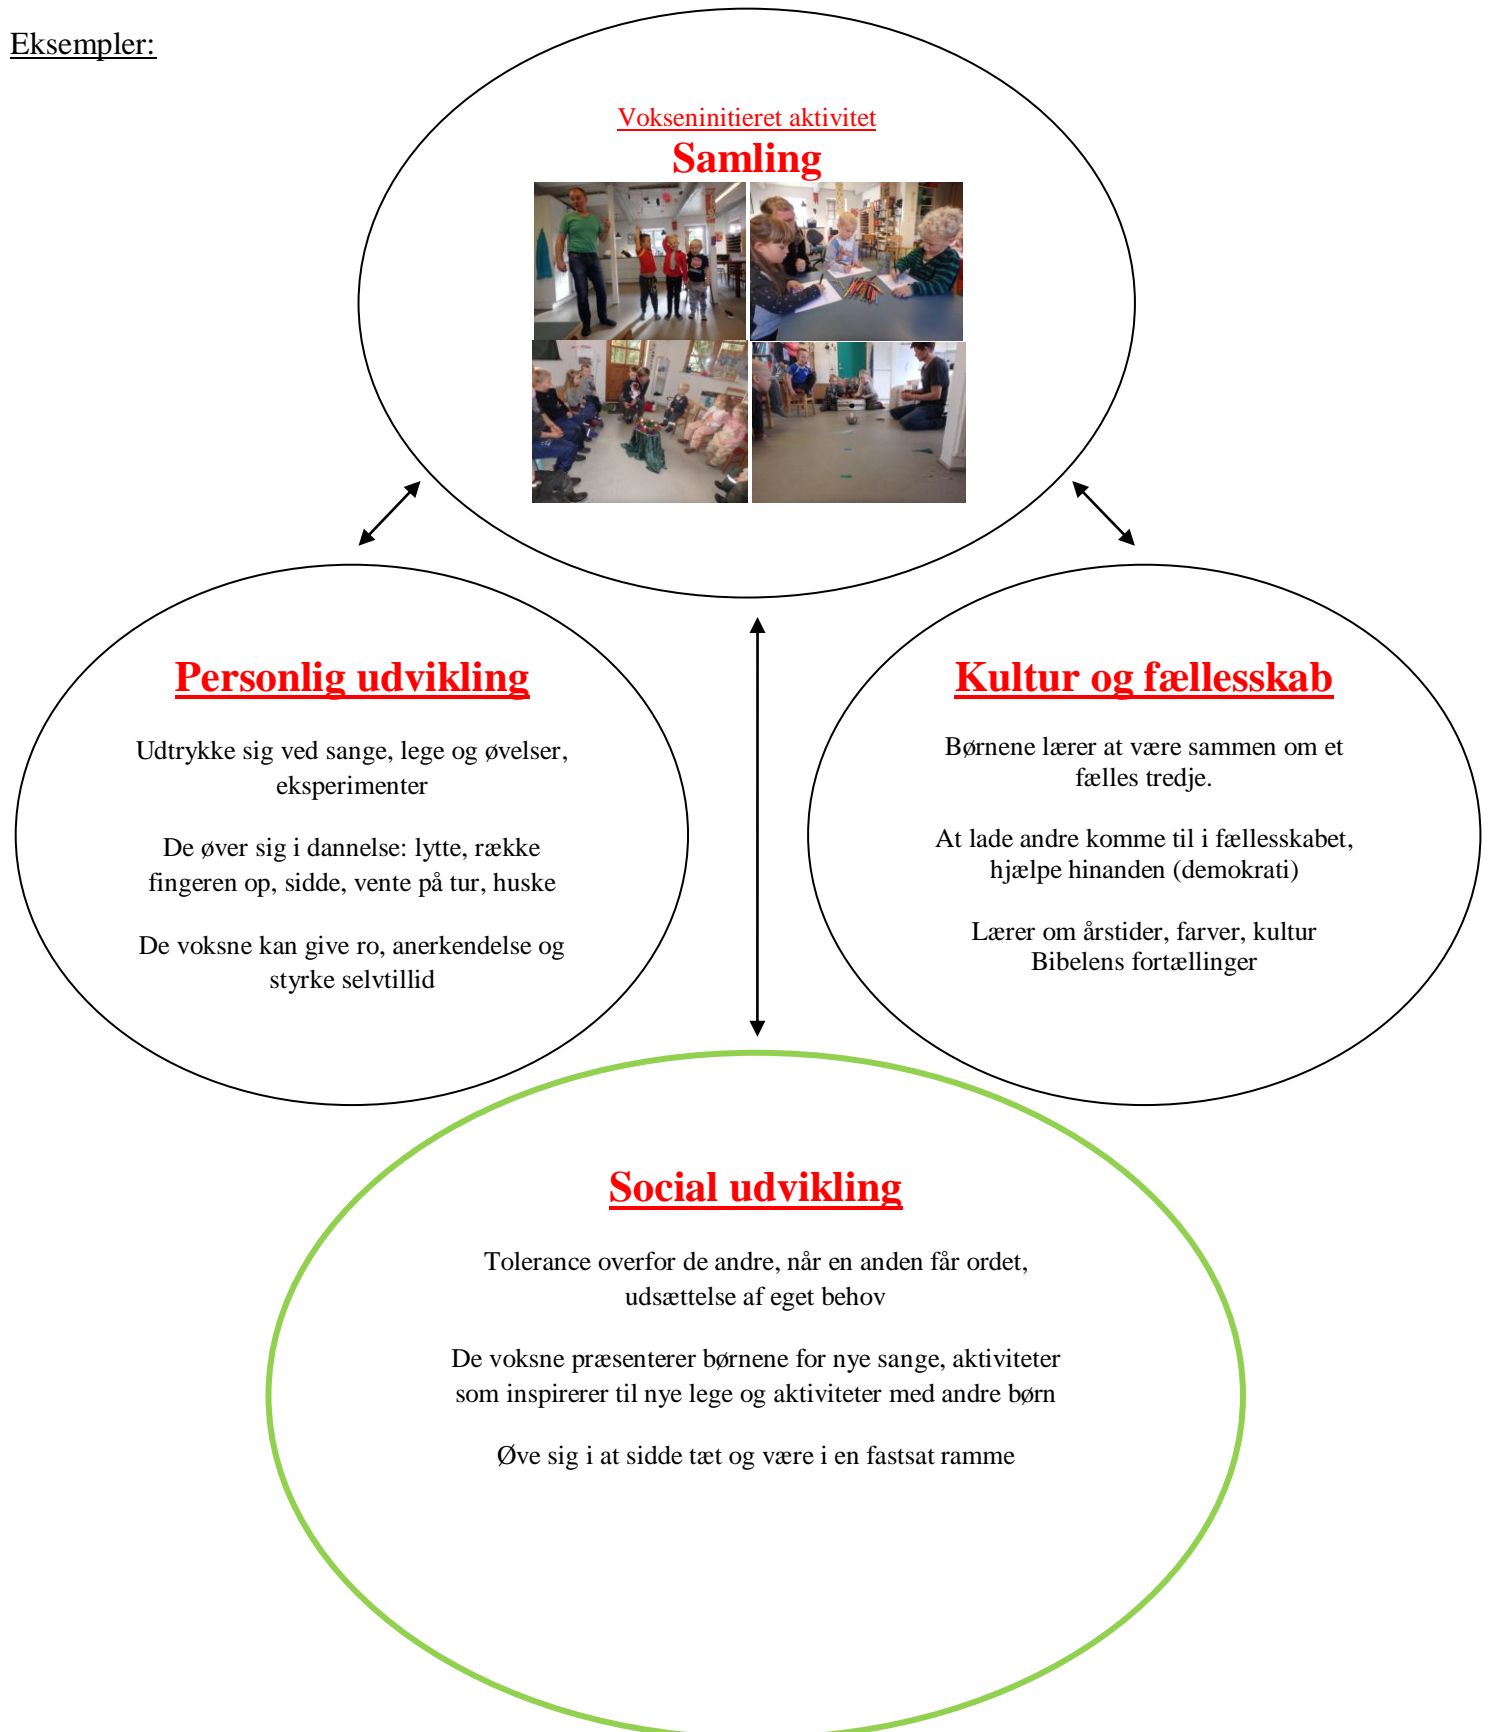 Eksempler:
Vokseninitieret aktivitet
Samling
Personlig udvikling
Udtrykke sig ved sange, lege og øvelser,
eksperimenter
De øver sig i dannelse: lytte, række
fingeren op, sidde, vente på tur, huske
De voksne kan give ro, anerkendelse og
styrke selvtillid
Kultur og fællesskab
Børnene lærer at være sammen om et
fælles tredje.
At lade andre komme til i fællesskabet,
hjælpe hinanden (demokrati)
Lærer om årstider, farver, kultur
Bibelens fortællinger
Social udvikling
Tolerance overfor de andre, når en anden får ordet,
udsættelse af eget behov
De voksne præsenterer børnene for nye sange, aktiviteter
som inspirerer til nye lege og aktiviteter med andre børn
Øve sig i at sidde tæt og være i en fastsat ramme